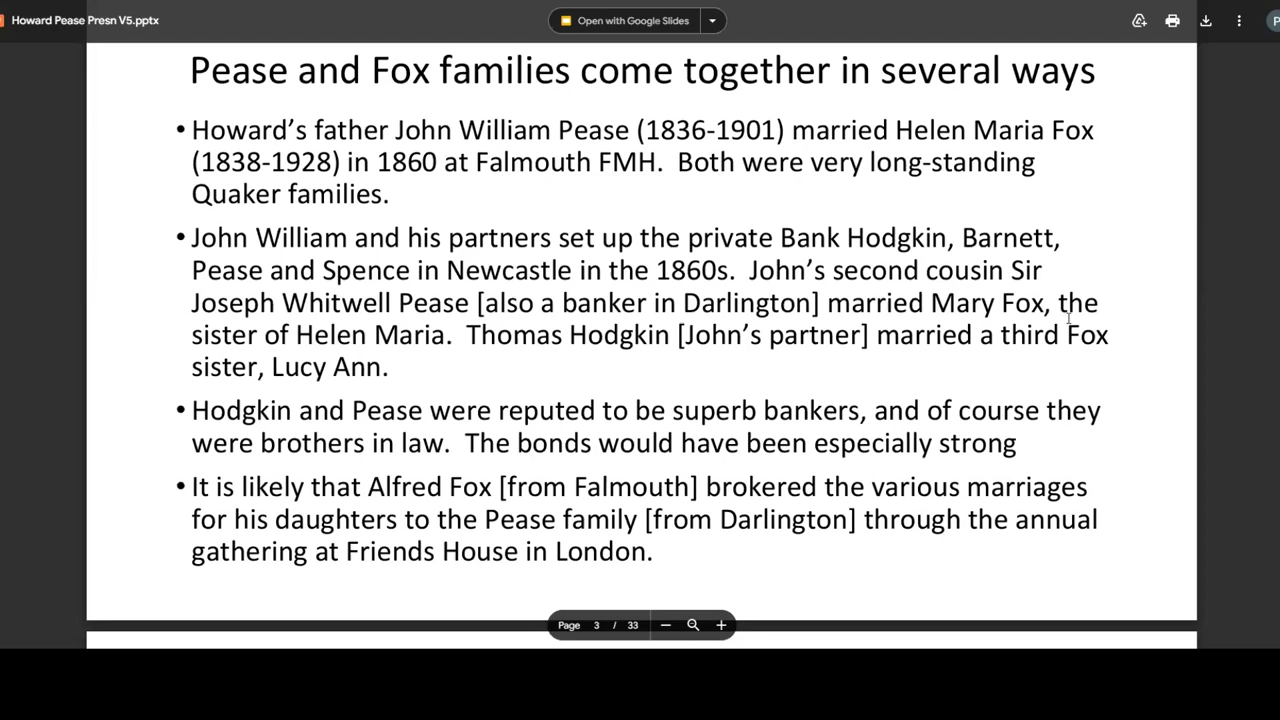 Howard Pease Presn V5.pptx
Open with Google Slides
Pease and Fox families come together in several ways
• Howard's father John William Pease (1836-1901) married Helen Maria Fox
(1838-1928) in 1860 at Falmouth FMH.  Both were very long-standing
Quaker families.
• John William and his partners set up the private Bank Hodgkin, Barnett,
Pease and Spence in Newcastle in the 1860s.  John's second cousin Sir
Joseph Whitwell Pease [also a banker in Darlington] married Mary Fox, the
sister of Helen Maria.  Thomas Hodgkin [John's partner] married a third Fox
sister, Lucy Ann.
• Hodgkin and Pease were reputed to be superb bankers, and of course they
were brothers in law.  The bonds would have been especially strong
• It is likely that Alfred Fox [from Falmouth] brokered the various marriages
for his daughters to the Pease family [from Darlington] through the annual
gathering at Friends House in London.
Page 3 / 33